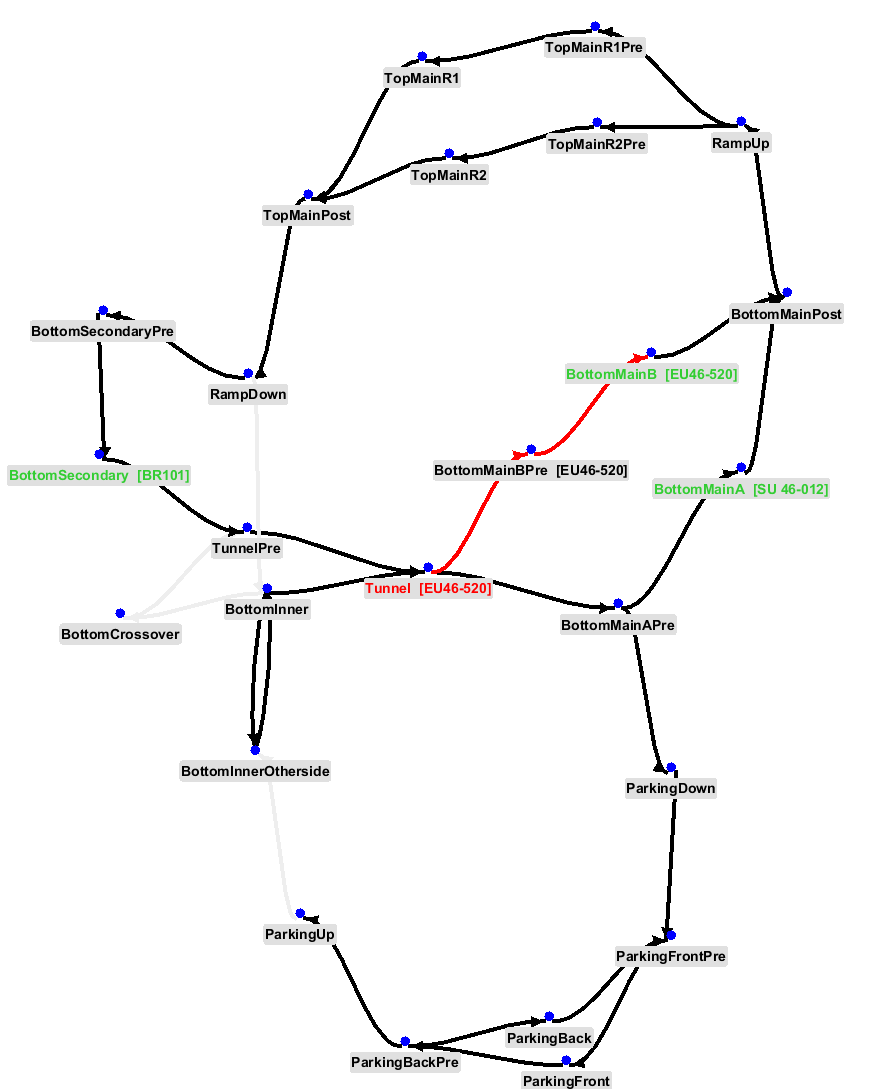 TopMainR1Pre
TopMainR1
RampUp
TopMainR2Pre
TopMainR2
TopMainPost
BottomMainPost
BottomSecondaryPre
BottomMainB [EU46-520]
RampDown
BottomMainBPre [EU46-520]
BottomSecondary [BR101]
BottomMainA [SU 46-012]
TunnelPre
Tunnel [EU46-520]
BottomInner
BottomMainAPre
BottomCrossover
BottomInnerOtherside
ParkingDown
ParkingUp
ParkingFrontPre
ParkingBack
ParkingBackPre
ParkingFront